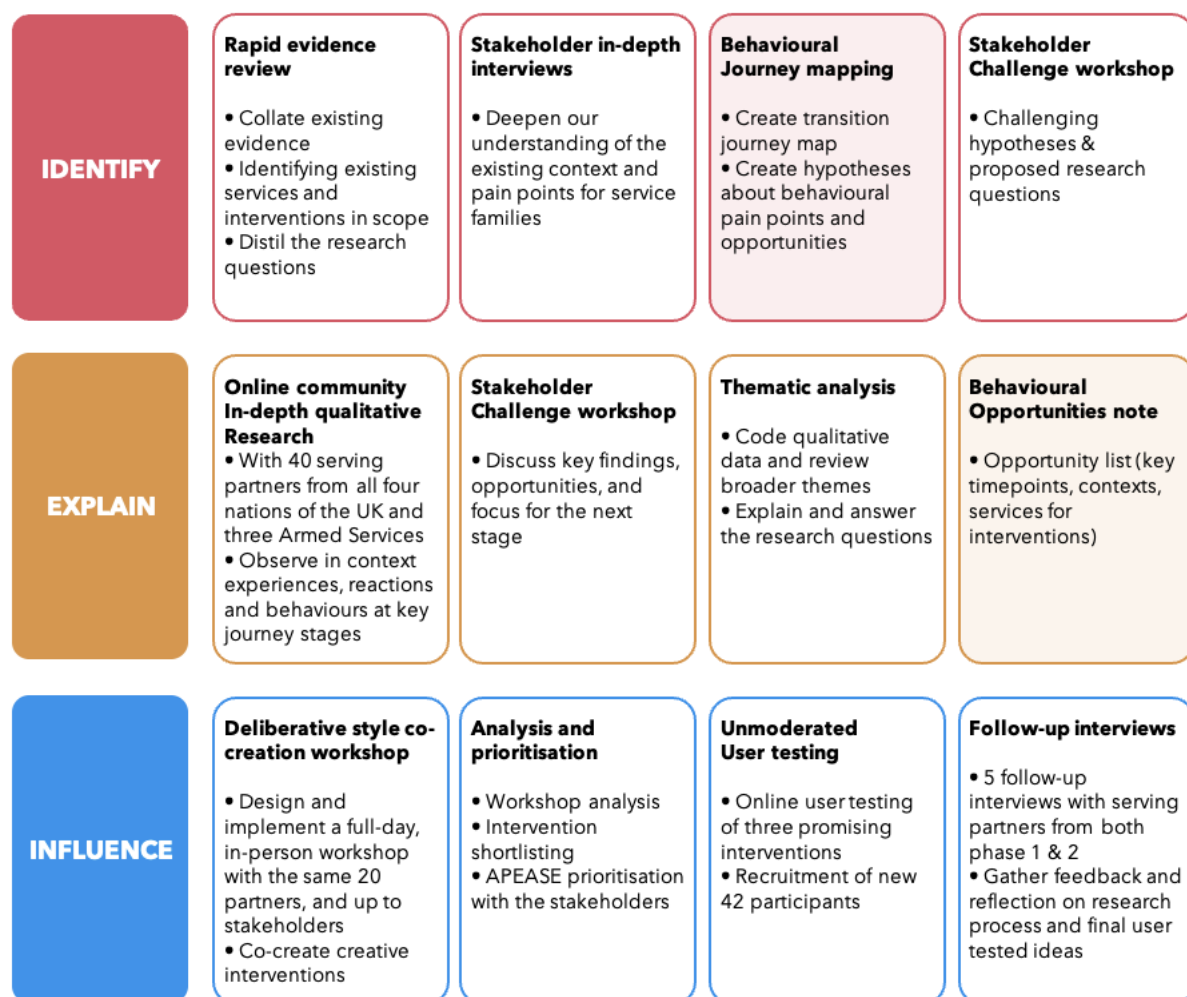 IDENTIFY
Rapid evidence
review
• Collate existing
evidence
• Identifying existing
services and
interventions in scope
• Distil the research
questions
Stakeholder in-depth
interviews
• Deepen our
understanding of the
existing context and
pain points for service
families
Behavioural
Journey mapping
• Create transition
journey map
• Create hypotheses
about behavioural
pain points and
opportunities
Stakeholder
Challenge workshop
• Challenging
hypotheses &
proposed research
questions
EXPLAIN
Online community
In-depth qualitative
Research
• With 40 serving
partners from all four
nations of the UK and
three Armed Services
• Observe in context
experiences, reactions
and behaviours at key
journey stages
Stakeholder
Challenge workshop
• Discuss key findings,
opportunities, and
focus for the next
stage
Thematic analysis
• Code qualitative
data and review
broader themes
• Explain and answer
the research questions
Behavioural
Opportunities note
• Opportunity list (key
timepoints, contexts,
services for
interventions)
INFLUENCE
Deliberative style co-
creation workshop
• Design and
implement a full-day,
in-person workshop
with the same 20
partners, and up to
stakeholders
• Co-create creative
interventions
Analysis and
prioritisation
• Workshop analysis
• Intervention
shortlisting
• APEASE prioritisation
with the stakeholders
Unmoderated
User testing
• Online user testing
of three promising
interventions
• Recruitment of new
42 participants
Follow-up interviews
• 5 follow-up
interviews with serving
partners from both
phase 1 & 2
• Gather feedback and
reflection on research
process and final user
tested ideas